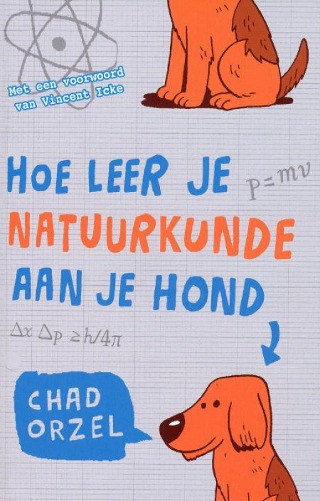 Met een voorwoord
van Vincent Icke
HOE LEER JE
p=mv
NATUURKUNDE
AAN JE HOND
Δx Δp ≥h/4π
CHAD
ORZEL